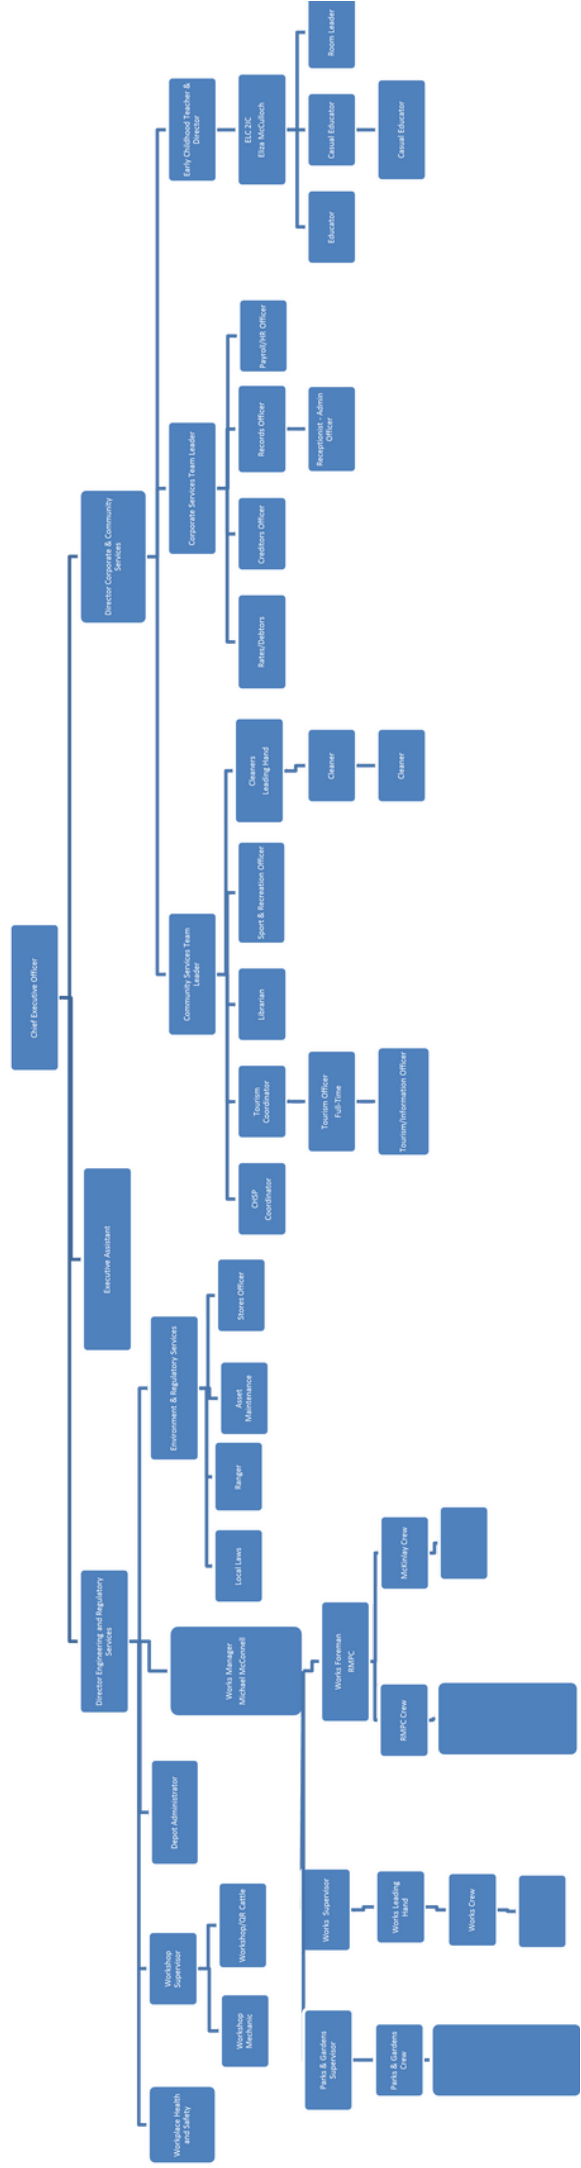 Chief Executive Officer
Director Engineering and Regulatory
Services
Executive Assistant
Director Corporate & Community
Services
Workplace Health
and Safety
Workshop
Supervisor
Depot Administrator
Works Manager
Michael McConnell
Environment & Regulatory Services
Community Services Team
Leader
Corporate Services Team Leader
Early Childhood Teacher &
Director
Workshop
Mechanic
Workshop/QR Cattle
Local Laws
Ranger
Asset
Maintenance
Stores Officer
CHSP
Coordinator
Tourism
Coordinator
Librarian
Sport & Recreation Officer
Cleaners
Leading Hand
Rates/Debtors
Creditors Officer
Records Officer
Payroll/HR Officer
ELC 2IC
Eliza McCulloch
Parks & Gardens
Supervisor
Works Supervisor
Works Foreman
RMPC
Tourism Officer
Full-Time
Cleaner
Receptionist - Admin
Officer
Educator
Casual Educator
Room Leader
Parks & Gardens
Crew
Works Leading
Hand
RMPC Crew
McKinlay Crew
Tourism/Information Officer
Cleaner
Casual Educator
Works Crew